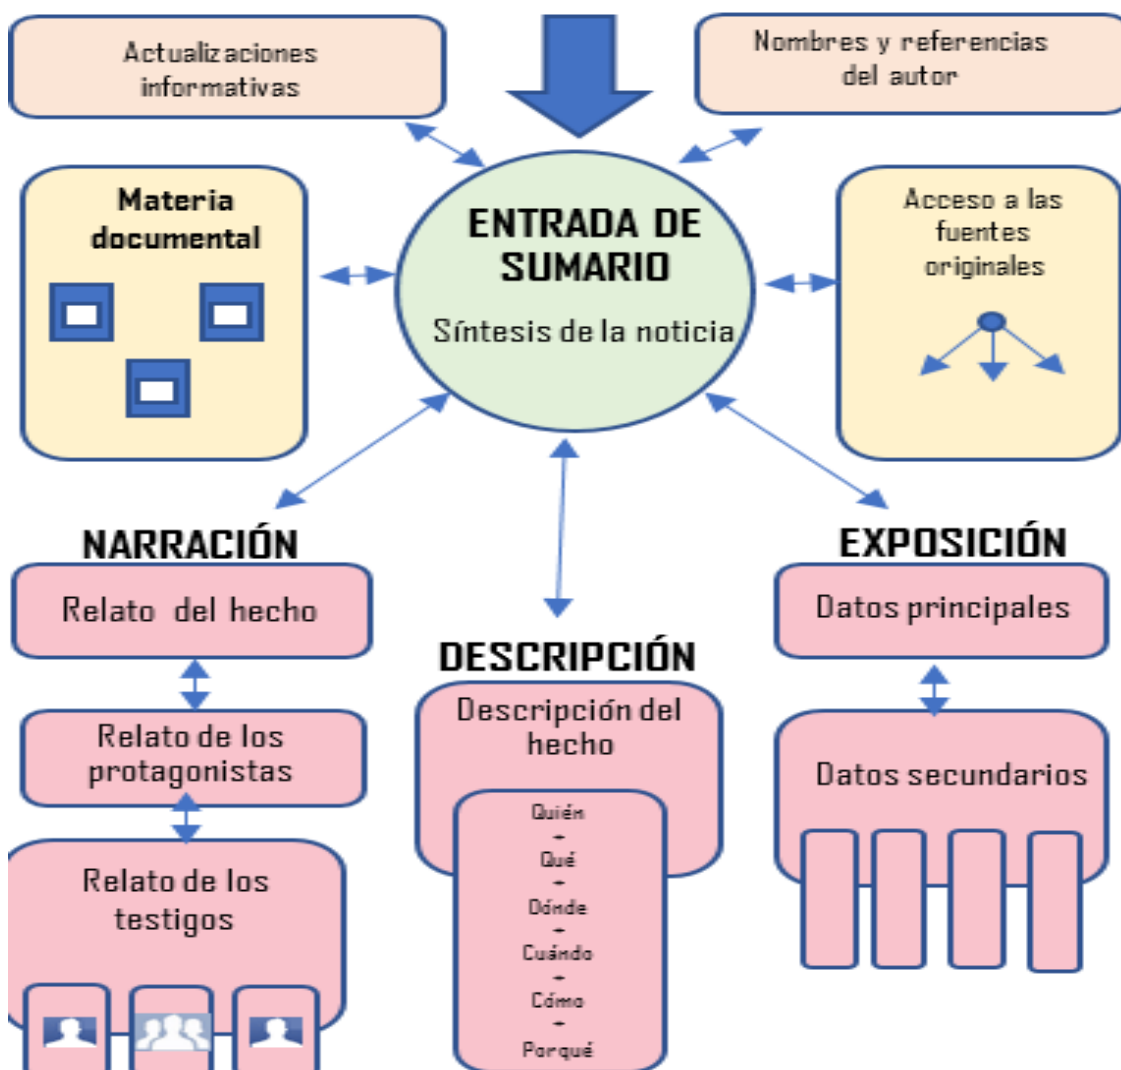 Actualizaciones
informativas
Nombres y referencias
del autor
Materia
documental
ENTRADA DE
SUMARIO
Síntesis de la noticia
Acceso a las
fuentes
originales
NARRACIÓN
Relato del hecho
Relato de los
protagonistas
Relato de los
testigos
DESCRIPCIÓN
Descripción del
hecho
Quién
Qué
Dónde
Cuándo
Cómo
Porqué
EXPOSICIÓN
Datos principales
Datos secundarios